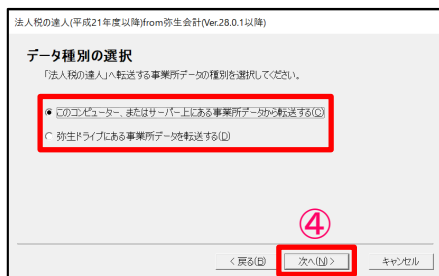 法人税の達人(平成21年度以降)from弥生会計(Ver.28.0.1以降)
データ種別の選択
「法人税の達人」へ転送する事業所データの種別を選択してください。
このコンピューター、またはサーバー上にある事業所データから転送する(C)
弥生ドライブにある事業所データを転送する(D)
④
< 戻る(B)
次へ(N) >
キャンセル